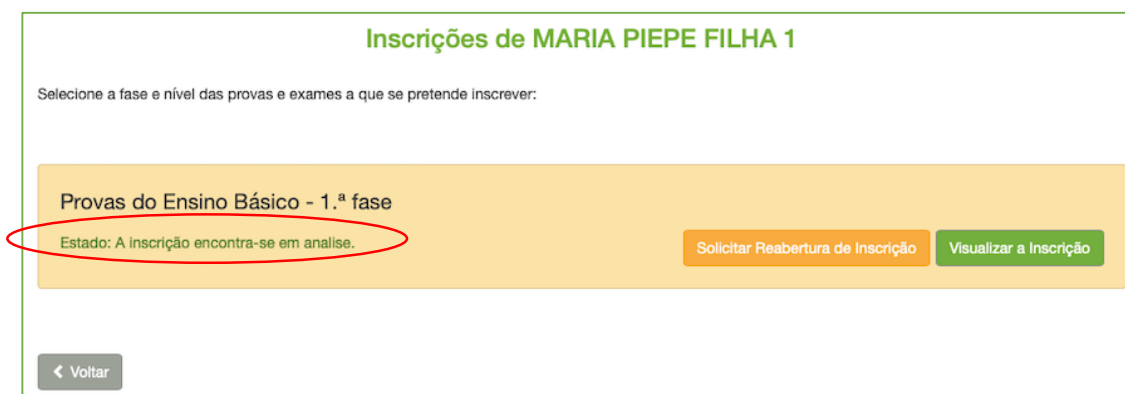 Inscrições de MARIA PIEPE FILHA 1
Selecione a fase e nível das provas e exames a que se pretende inscrever:
Provas do Ensino Básico - 1.ª fase
Estado: A inscrição encontra-se em analise.
Solicitar Reabertura de Inscrição
Visualizar a Inscrição
Voltar